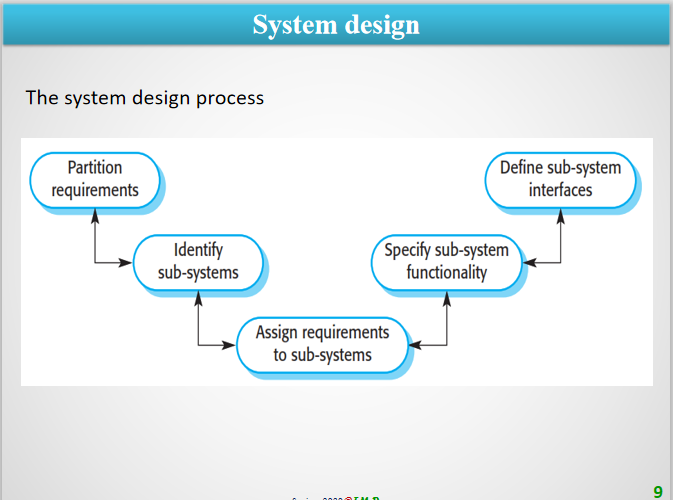 System design
The system design process
Partition
requirements
Define sub-system
interfaces
Identify
sub-systems
Specify sub-system
functionality
Assign requirements
to sub-systems
9